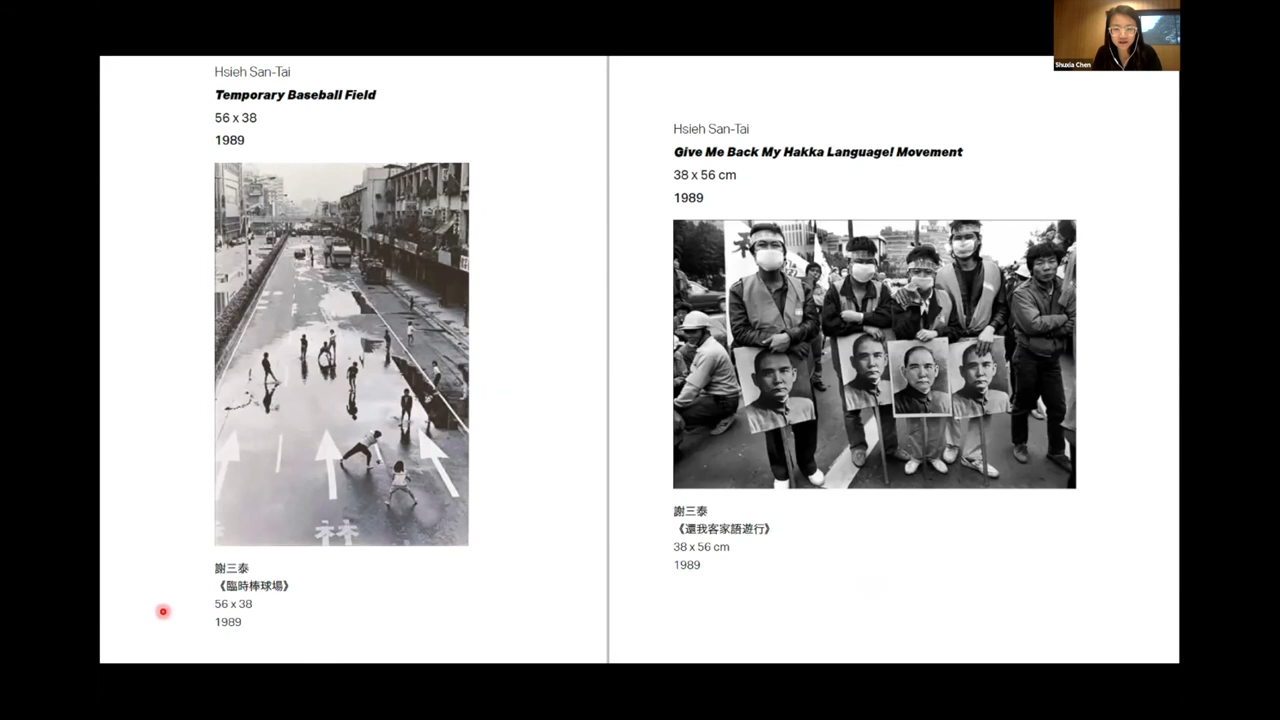 Hsieh San-Tai
Temporary Baseball Field
56 x 38
1989
謝三泰
《臨時棒球場》
56 x 38
1989
Hsieh San-Tai
Give Me Back My Hakka Language! Movement
38 x 56 cm
1989
謝三泰
《還我客家語遊行》
38 x 56 cm
1989
Shuxia Chen